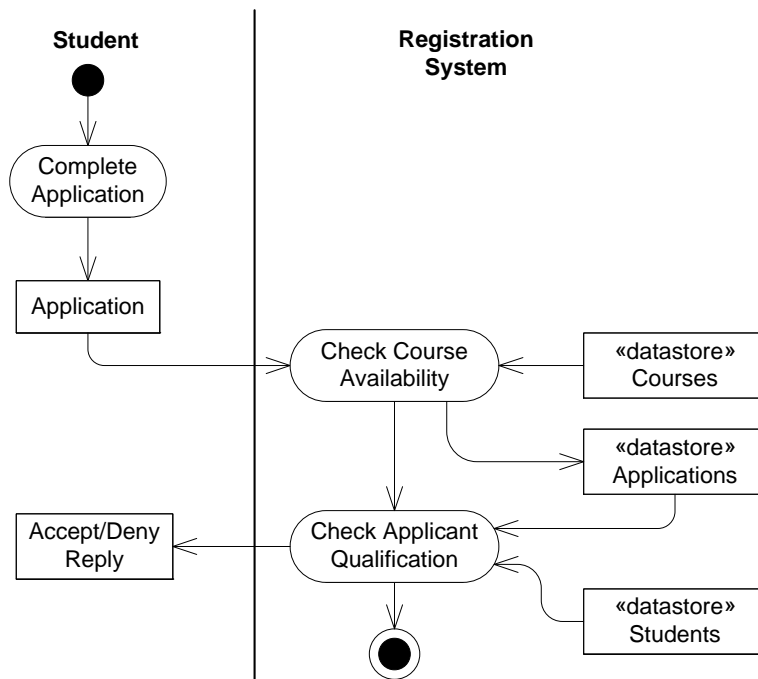 Student
Registration
System
Complete
Application
Application
Check Course
Availability
«datastore»
Courses
«datastore»
Applications
Accept/Deny
Reply
Check Applicant
Qualification
«datastore»
Students